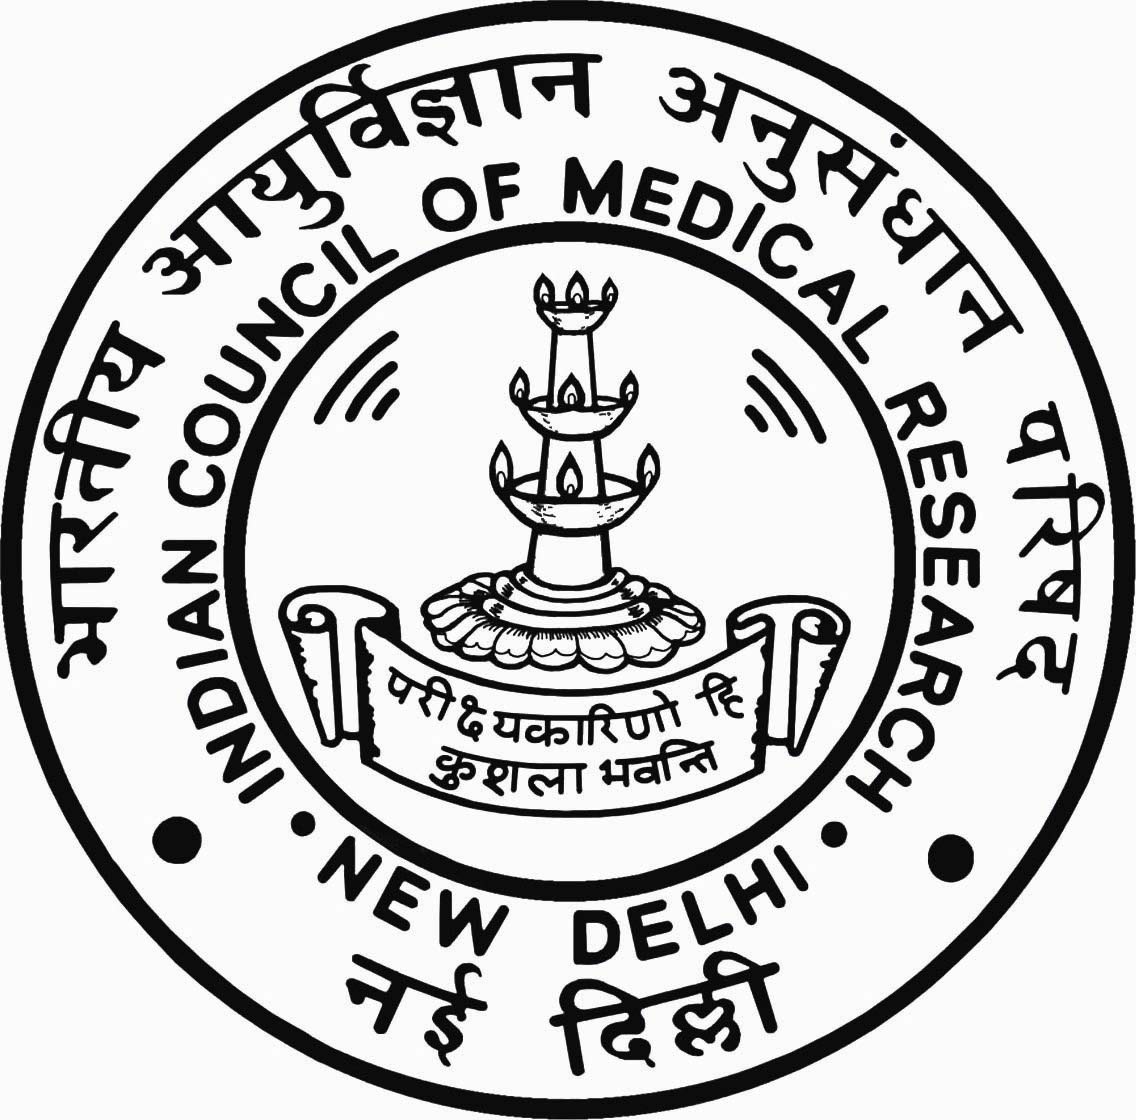 भारतीय आयुर्विज्ञान अनुसंधान परिषद
INDIAN COUNCIL OF MEDICAL RESEARCH
परीक्ष्यकारिणो हि
कुशला भवन्ति
• NEW DELHI •
नई दिल्ली